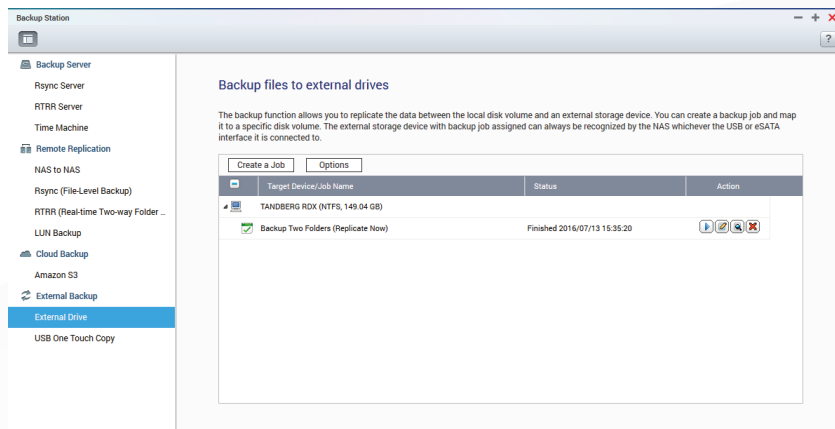 Backup Station
?
Backup Server
Rsync Server
RTRR Server
Time Machine
Remote Replication
NAS to NAS
Rsync (File-Level Backup)
RTRR (Real-time Two-way Folder ...
LUN Backup
Cloud Backup
Amazon S3
External Backup
External Drive
USB One Touch Copy
Backup files to external drives
The backup function allows you to replicate the data between the local disk volume and an external storage device. You can create a backup job and map
it to a specific disk volume. The external storage device with backup job assigned can always be recognized by the NAS whichever the USB or eSATA
interface it is connected to.
Create a Job Options
Target Device/Job Name Status Action
TANDBERG RDX (NTFS, 149.04 GB)
Backup Two Folders (Replicate Now) Finished 2016/07/13 15:35:20